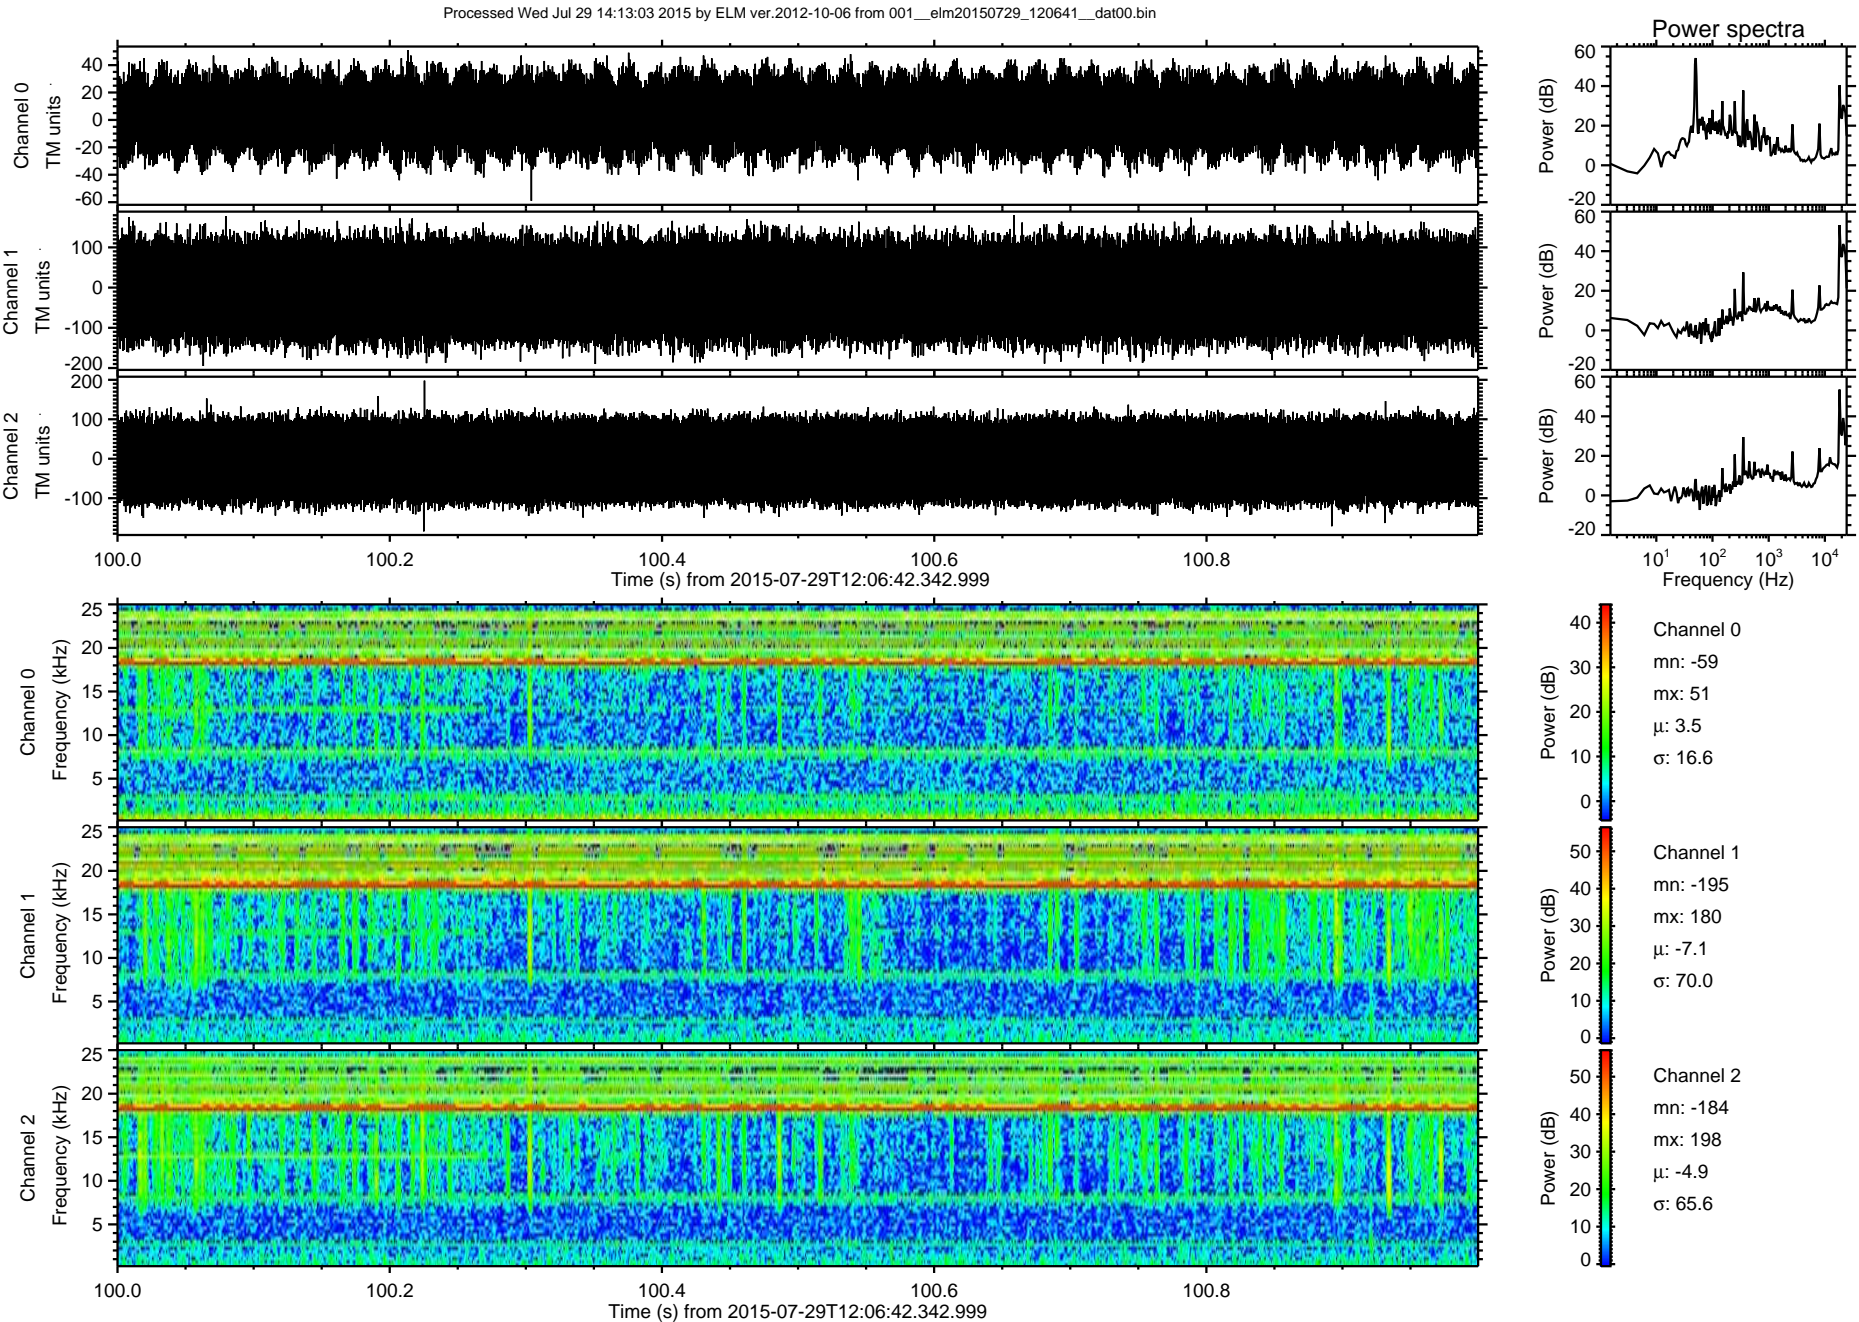 Processed Wed Jul 29 14:13:03 2015 by ELM ver.2012-10-06 from 001__elm20150729_120641__dat00.bin
Power spectra
Channel 0
TM units
40
20
0
-20
-40
-60
Power (dB)
60
40
20
0
-20
Channel 1
TM units
100
0
-100
-200
Power (dB)
60
40
20
0
-20
Channel 2
TM units
200
100
0
-100
Power (dB)
60
40
20
0
-20
100.0 100.2 100.4 100.6 100.8
Time (s) from 2015-07-29T12:06:42.342.999
10^1 10^2 10^3 10^4
Frequency (Hz)
Channel 0
Frequency (kHz)
25
20
15
10
5
Power (dB)
40
30
20
10
0
Channel 0
mn: -59
mx: 51
μ: 3.5
σ: 16.6
Channel 1
Frequency (kHz)
25
20
15
10
5
Power (dB)
50
40
30
20
10
0
Channel 1
mn: -195
mx: 180
μ: -7.1
σ: 70.0
Channel 2
Frequency (kHz)
25
20
15
10
5
Power (dB)
50
40
30
20
10
0
Channel 2
mn: -184
mx: 198
μ: -4.9
σ: 65.6
100.0 100.2 100.4 100.6 100.8
Time (s) from 2015-07-29T12:06:42.342.999